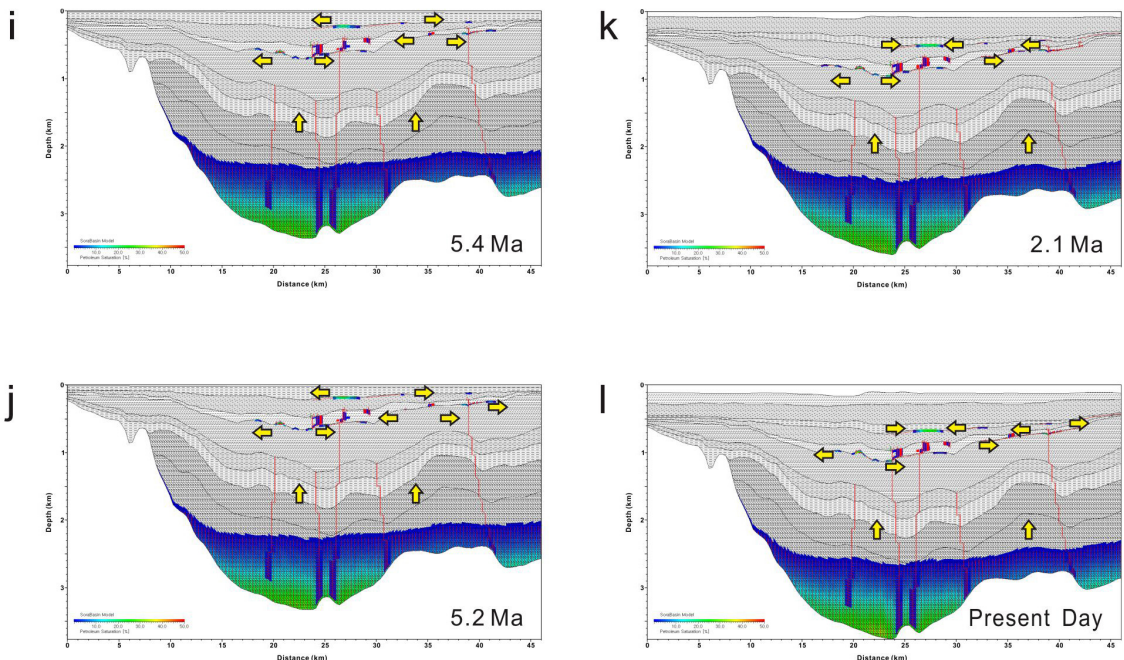 i
0
1
2
3
Depth (km)
SoraBasin Model
10.0 20.0 30.0 40.0 50.0
Petroleum Saturation [%]
5.4 Ma
0 5 10 15 20 25 30 35 40 45
Distance (km)
k
0
1
2
3
Depth (km)
SoraBasin Model
10.0 20.0 30.0 40.0 50.0
Petroleum Saturation [%]
2.1 Ma
0 5 10 15 20 25 30 35 40 45
Distance (km)
j
0
1
2
3
Depth (km)
SoraBasin Model
10.0 20.0 30.0 40.0 50.0
Petroleum Saturation [%]
5.2 Ma
0 5 10 15 20 25 30 35 40 45
Distance (km)
l
0
1
2
3
Depth (km)
SoraBasin Model
10.0 20.0 30.0 40.0 50.0
Petroleum Saturation [%]
Present Day
0 5 10 15 20 25 30 35 40 45
Distance (km)